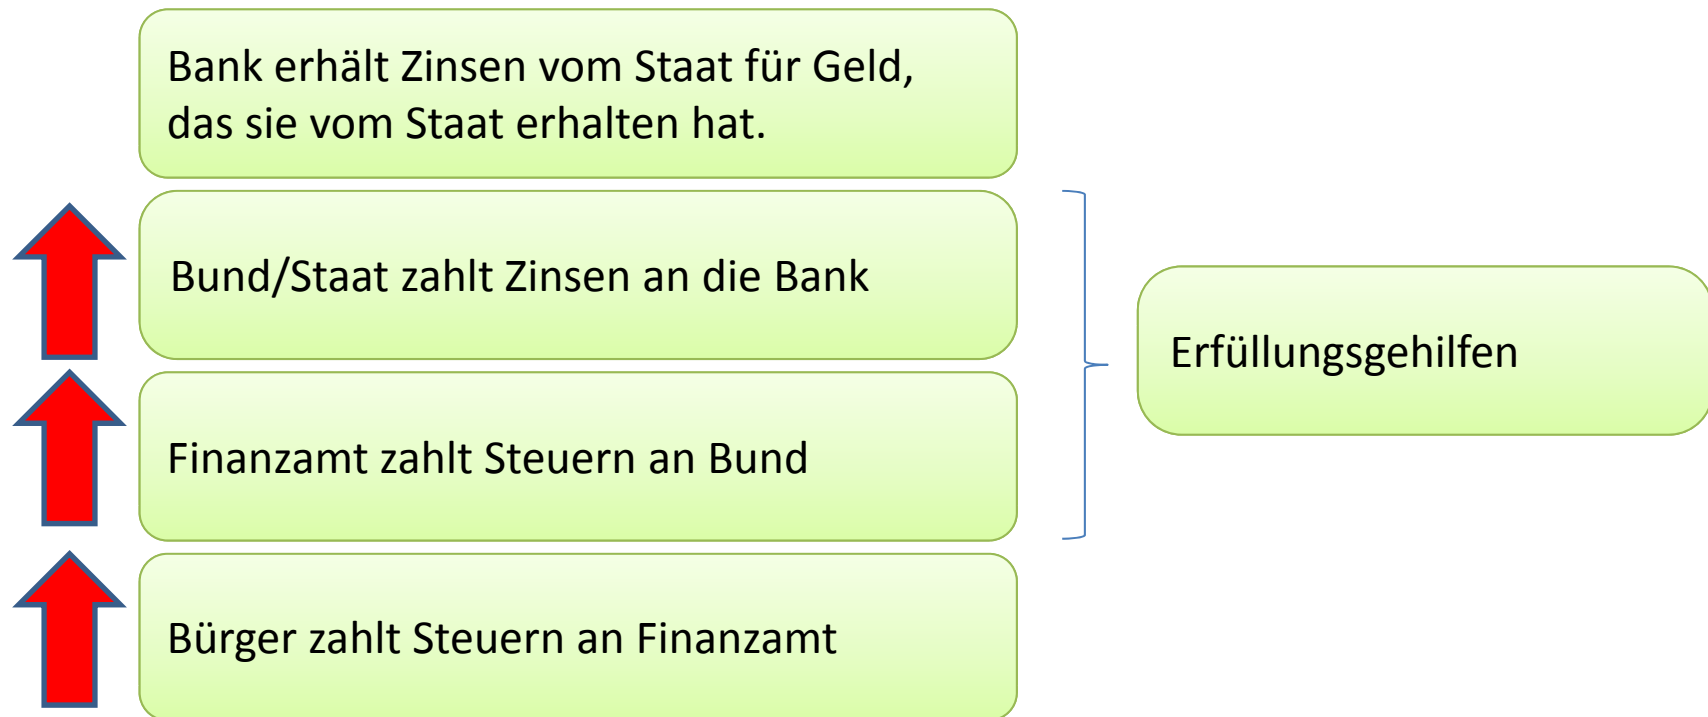 Bank erhält Zinsen vom Staat für Geld,
das sie vom Staat erhalten hat.
Bund/Staat zahlt Zinsen an die Bank
Erfüllungsgehilfen
Finanzamt zahlt Steuern an Bund
Bürger zahlt Steuern an Finanzamt